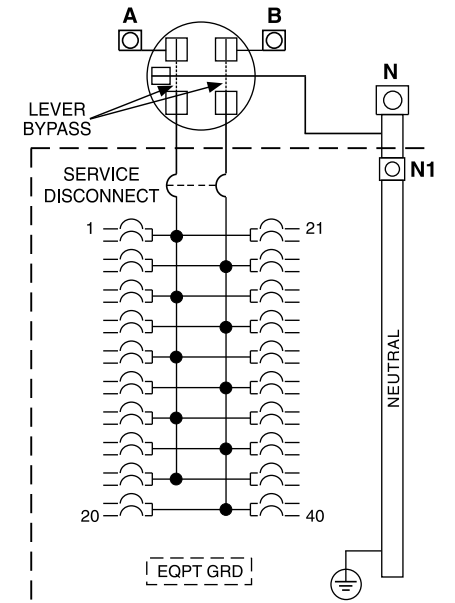 A
B
N
LEVER
BYPASS
N1
SERVICE
DISCONNECT
1
21
NEUTRAL
20
40
EQPT GRD